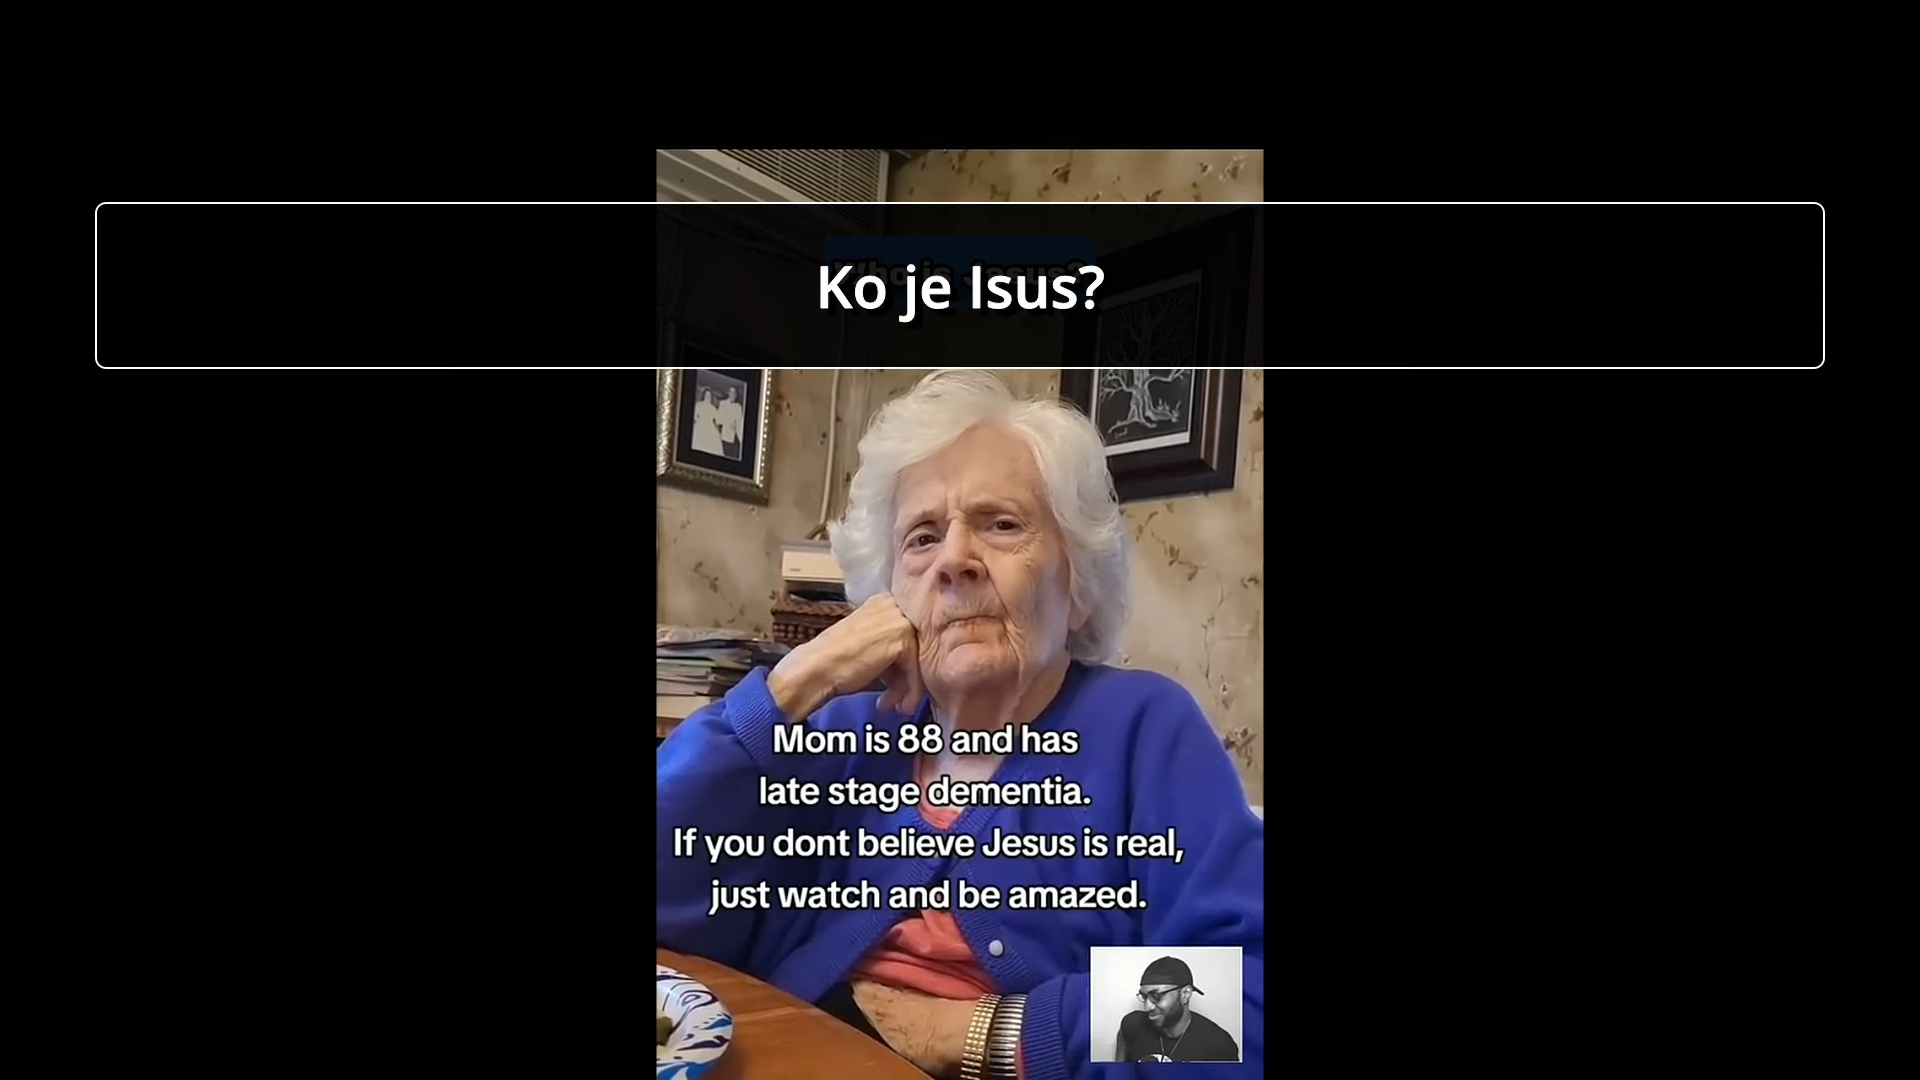 Ko je Isus?
Mom is 88 and has
late stage dementia.
If you dont believe Jesus is real,
just watch and be amazed.